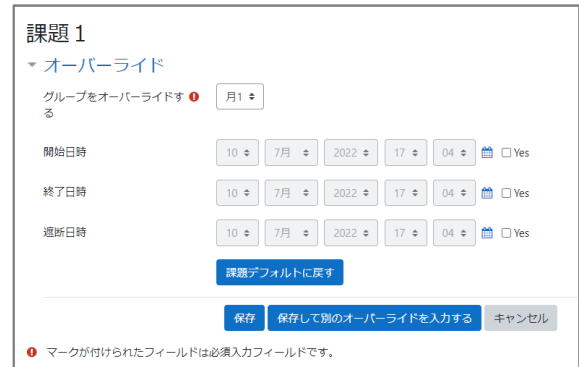 課題 1
オーバーライド
グループをオーバーライドす 月1
る
開始日時 10 7月 2022 17 04 Yes
終了日時 10 7月 2022 17 04 Yes
遮断日時 10 7月 2022 17 04 Yes
課題デフォルトに戻す
保存 保存して別のオーバーライドを入力する キャンセル
マークが付けられたフィールドは必須入力フィールドです。